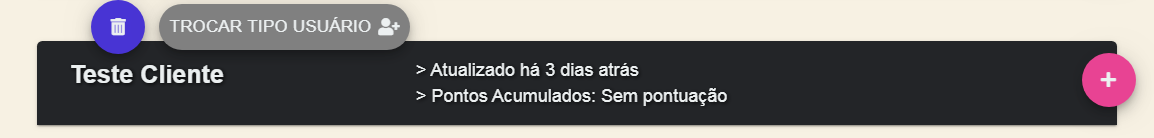 TROCAR TIPO USUÁRIO
Teste Cliente
> Atualizado há 3 dias atrás
> Pontos Acumulados: Sem pontuação
+